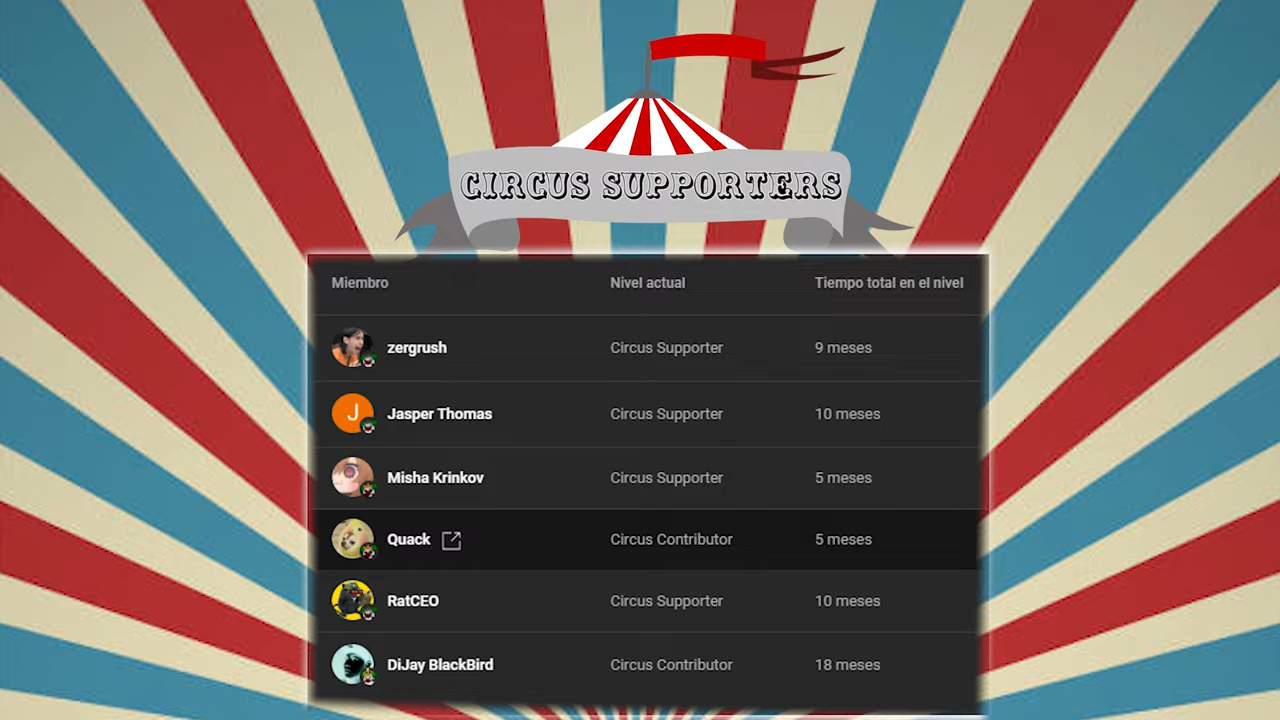 CIRCUS SUPPORTERS
Miembro Nivel actual Tiempo total en el nivel
zergrush Circus Supporter 9 meses
J Jasper Thomas Circus Supporter 10 meses
Misha Krinkov Circus Supporter 5 meses
Quack Circus Contributor 5 meses
RatCEO Circus Supporter 10 meses
DiJay BlackBird Circus Contributor 18 meses